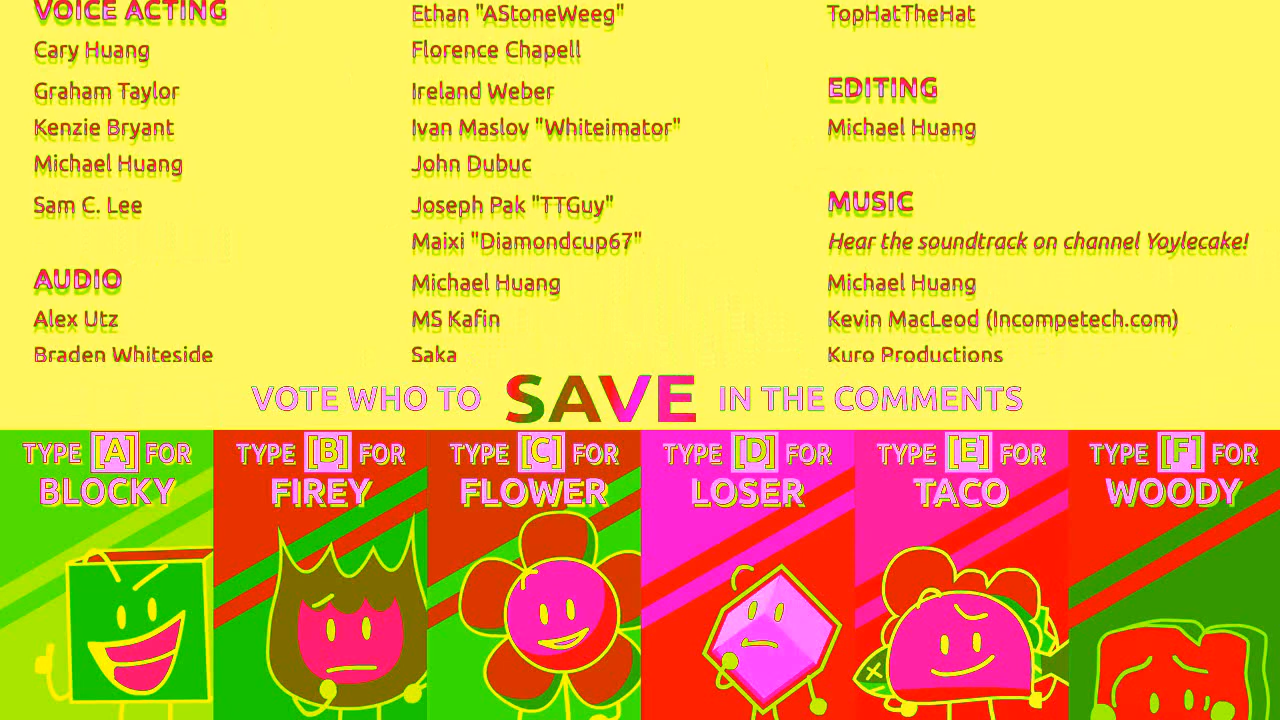 VOICE ACTING
Cary Huang
Graham Taylor
Kenzie Bryant
Michael Huang
Sam C. Lee
AUDIO
Alex Utz
Braden Whiteside
Ethan "AStoneWeeg"
Florence Chapell
Ireland Weber
Ivan Maslov "Whiteimator"
John Dubuc
Joseph Pak "TTGuy"
Maixi "Diamondcup67"
Michael Huang
MS Kafin
Saka
TopHatTheHat
EDITING
Michael Huang
MUSIC
Hear the soundtrack on channel Yoylecake!
Michael Huang
Kevin MacLeod (Incompetech.com)
Kuro Productions
VOTE WHO TO SAVE IN THE COMMENTS
TYPE [A] FOR
BLOCKY
TYPE [B] FOR
FIREY
TYPE [C] FOR
FLOWER
TYPE [D] FOR
LOSER
TYPE [E] FOR
TACO
TYPE [F] FOR
WOODY